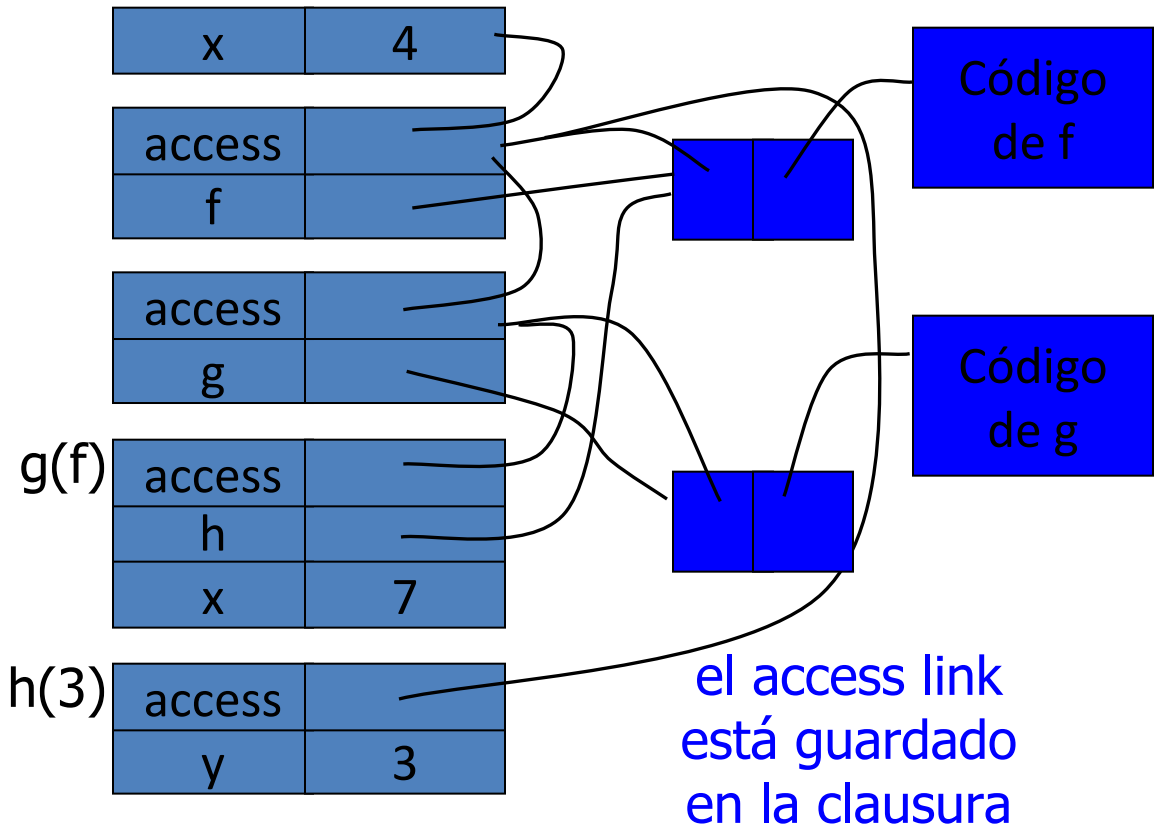 x 4
access
f
access
g
g(f)
access
h
x 7
h(3)
access
y 3
Código
de f
Código
de g
el access link
está guardado
en la clausura